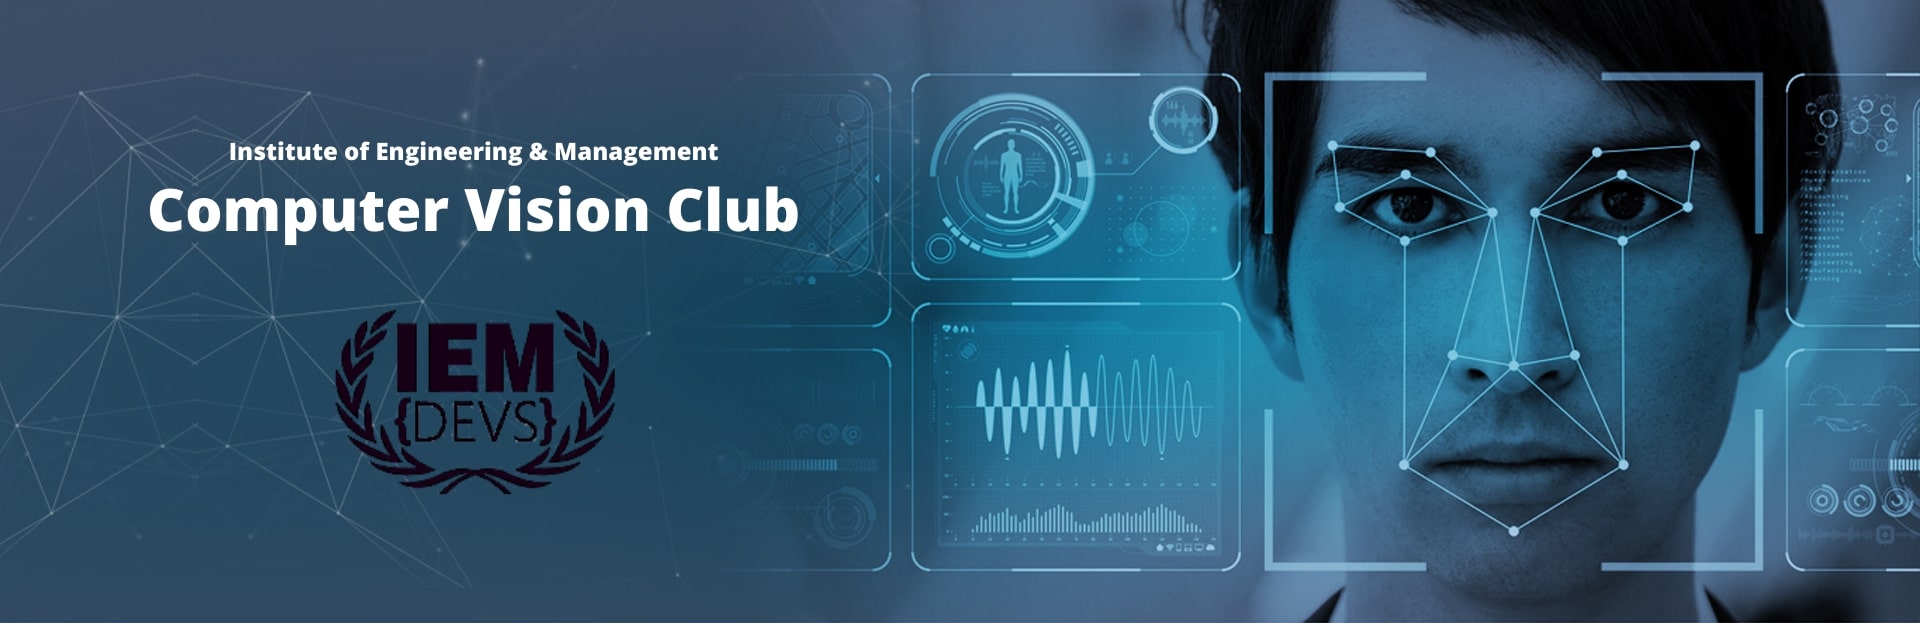 Institute of Engineering & Management
Computer Vision Club
IEM
{DEVS}